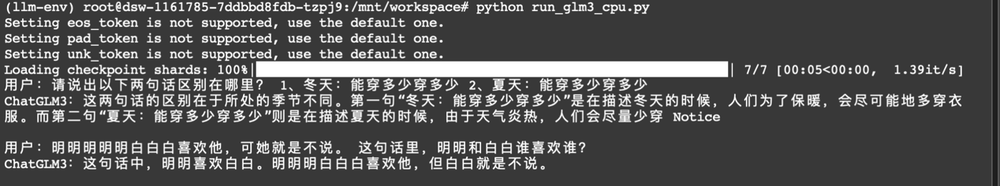 (llm-env) root@dsw-1161785-7ddbbd8fdb-tzpj9:/mnt/workspace# python run_glm3_cpu.py
Setting eos_token is not supported, use the default one.
Setting pad_token is not supported, use the default one.
Setting unk_token is not supported, use the default one.
Loading checkpoint shards: 100%|██████████| 7/7 [00:05<00:00,  1.39it/s]
用户：请说出以下两句话区别在哪里？ 1、冬天：能穿多少穿多少 2、夏天：能穿多少穿多少
ChatGLM3：这两句话的区别在于所处的季节不同。第一句“冬天：能穿多少穿多少”是在描述冬天的时候，人们为了保暖，会尽可能地多穿衣
服。而第二句“夏天：能穿多少穿多少”则是在描述夏天的时候，由于天气炎热，人们会尽量少穿 Notice
用户：明明明明明白白白喜欢他，可她就是不说。 这句话里，明明和白白谁喜欢谁？
ChatGLM3：这句话中，明明喜欢白白。明明明白白白喜欢他，但白白就是不说。